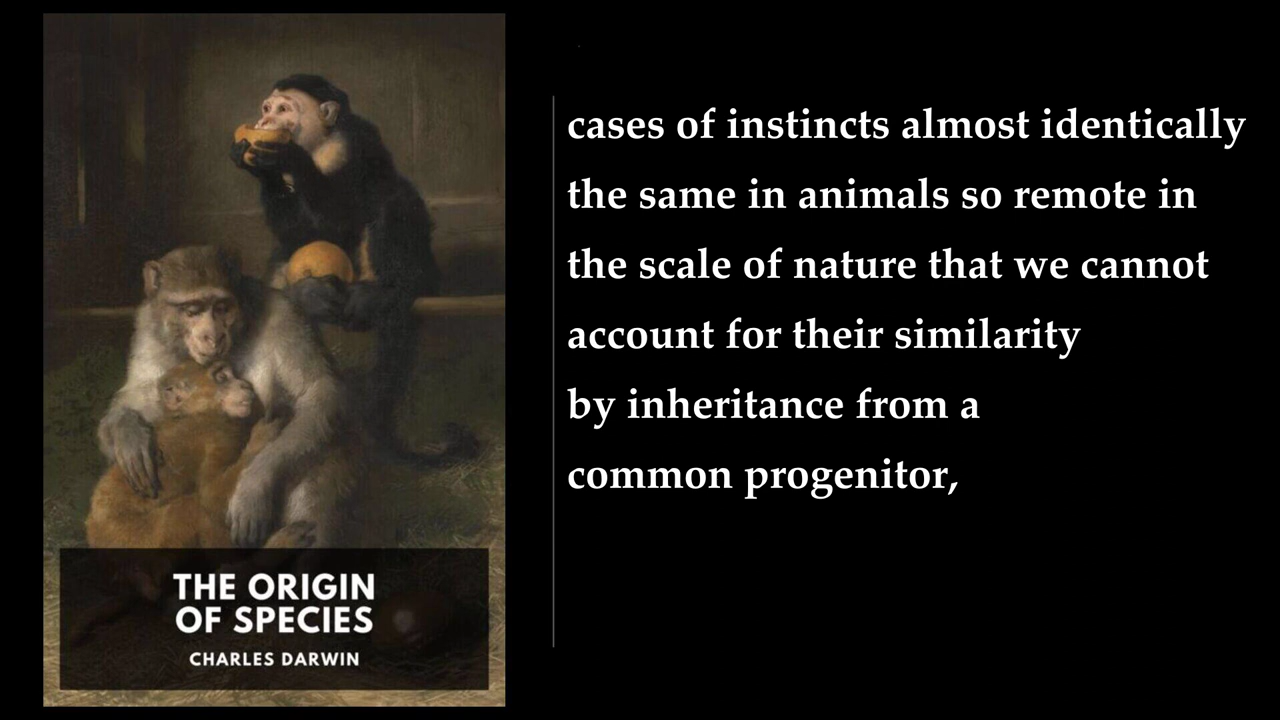 THE ORIGIN
OF SPECIES
CHARLES DARWIN
cases of instincts almost identically
the same in animals so remote in
the scale of nature that we cannot
account for their similarity
by inheritance from a
common progenitor,